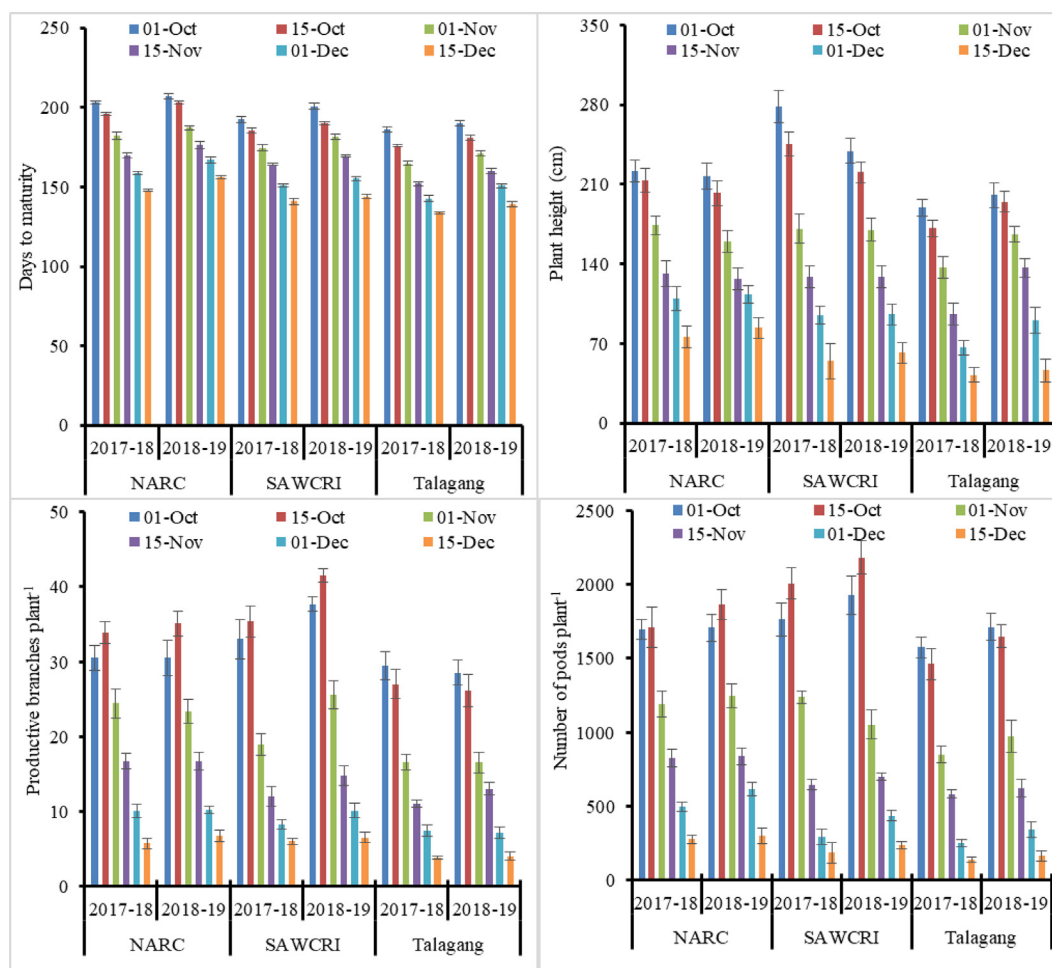 250
200
150
100
50
0
Days to maturity
01-Oct 15-Oct 01-Nov
15-Nov 01-Dec 15-Dec
2017-18 2018-19 2017-18 2018-19 2017-18 2018-19
NARC SAWCRI Talagang
350
280
210
140
70
0
Plant height (cm)
01-Oct 15-Oct 01-Nov
15-Nov 01-Dec 15-Dec
2017-18 2018-19 2017-18 2018-19 2017-18 2018-19
NARC SAWCRI Talagang
50
40
30
20
10
0
Productive branches plant-1
01-Oct 15-Oct 01-Nov
15-Nov 01-Dec 15-Dec
2017-18 2018-19 2017-18 2018-19 2017-18 2018-19
NARC SAWCRI Talagang
2500
2000
1500
1000
500
0
Number of pods plant-1
01-Oct 15-Oct 01-Nov
15-Nov 01-Dec 15-Dec
2017-18 2018-19 2017-18 2018-19 2017-18 2018-19
NARC SAWCRI Talagang